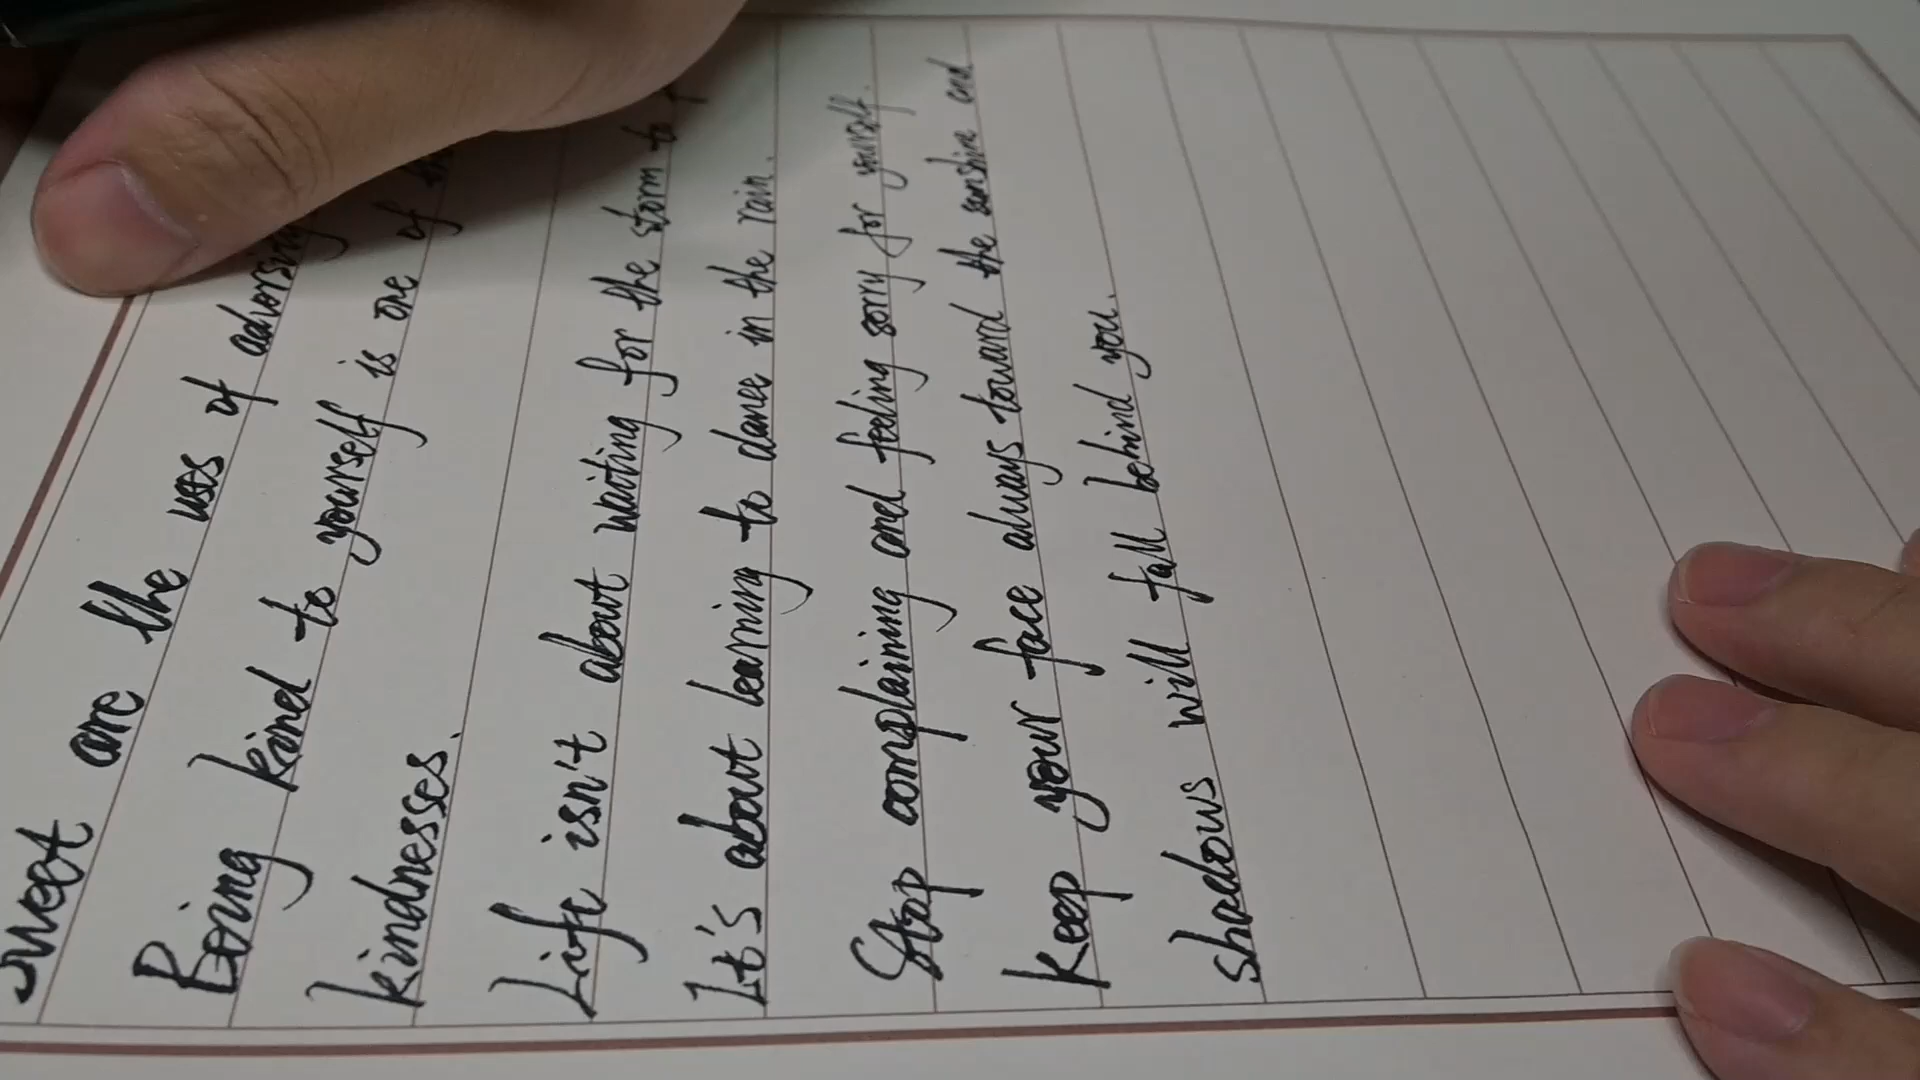 Sweet are the uses of
Being kind to yourself is one of
kindnesses.
Life isn't about waiting for the storm to
It's about learning to dance in the rain.
Stop complaining and feeling sorry for yourself.
Keep your face always toward the sunshine and
shadows will fall behind you.